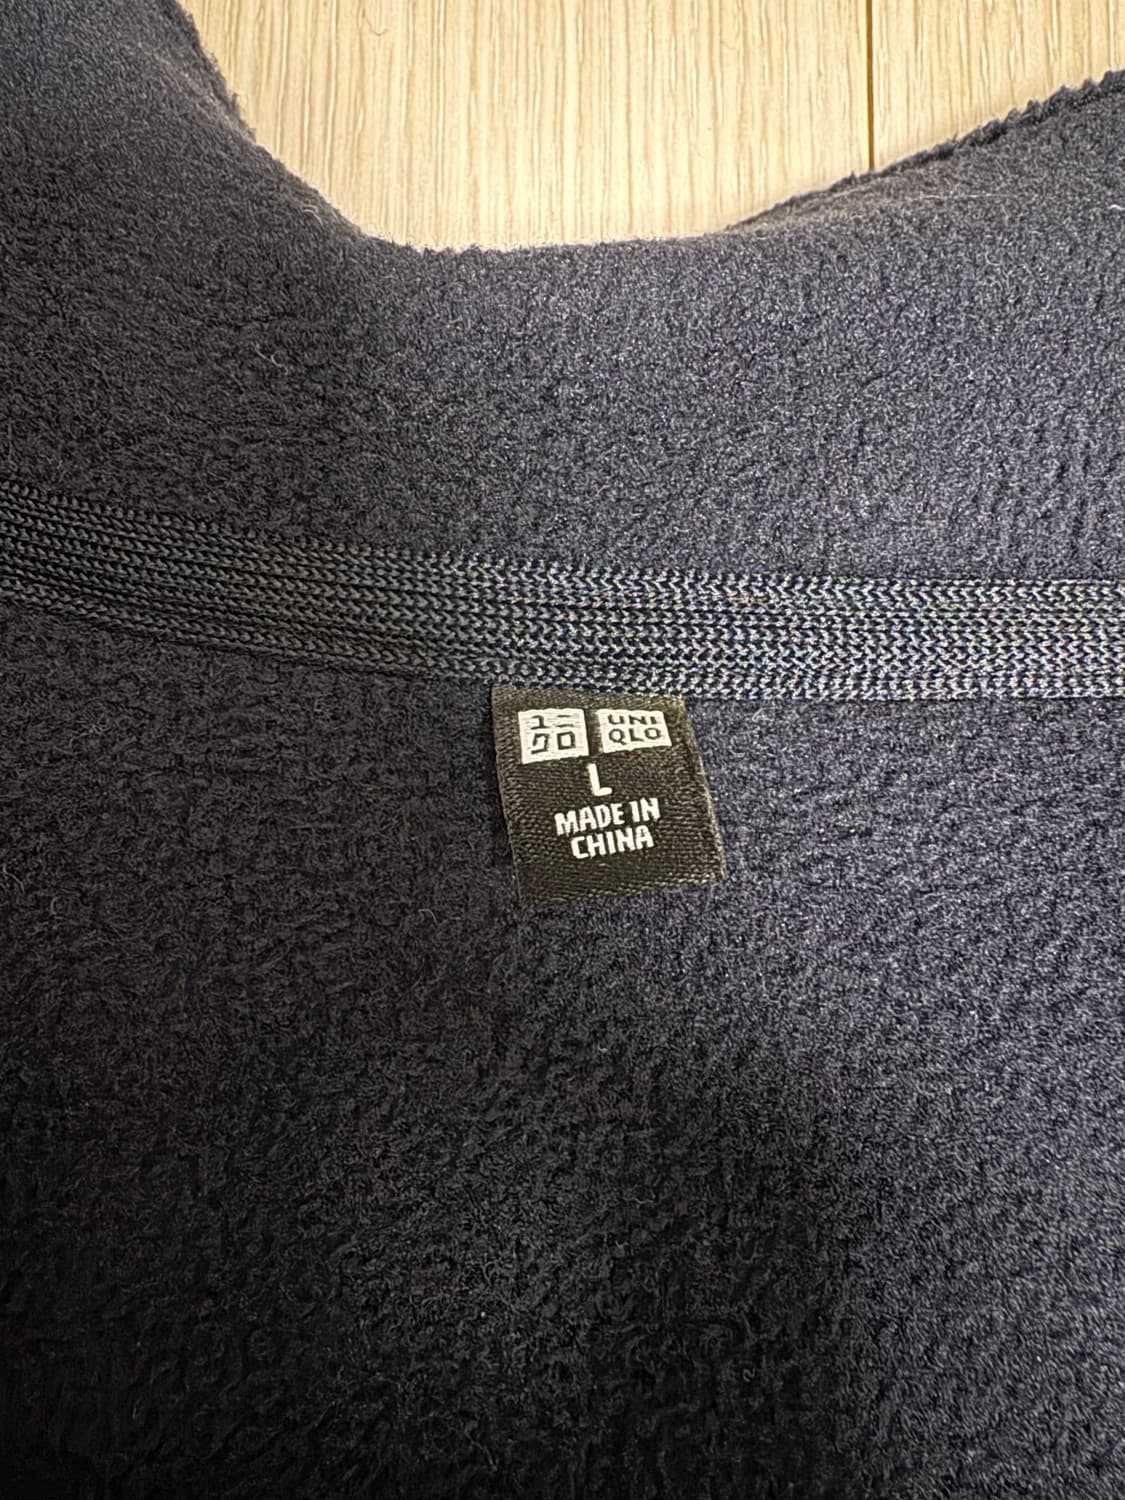 ユニ UNI
クロ QLO
L
MADE IN
CHINA